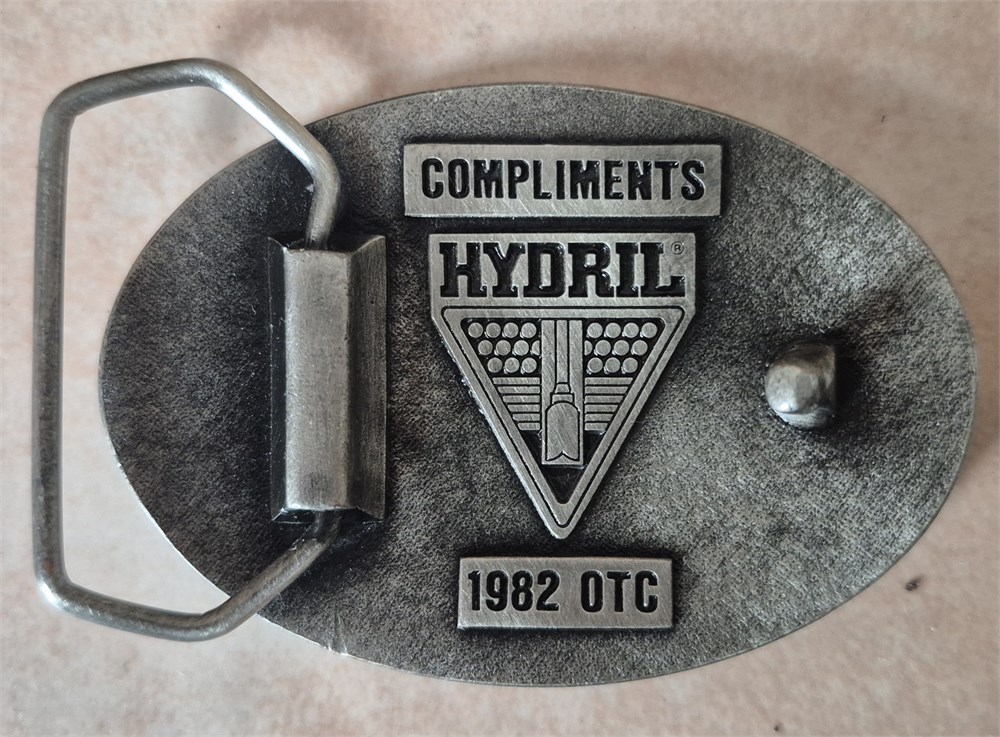 COMPLIMENTS
HYDRIL®
1982 OTC